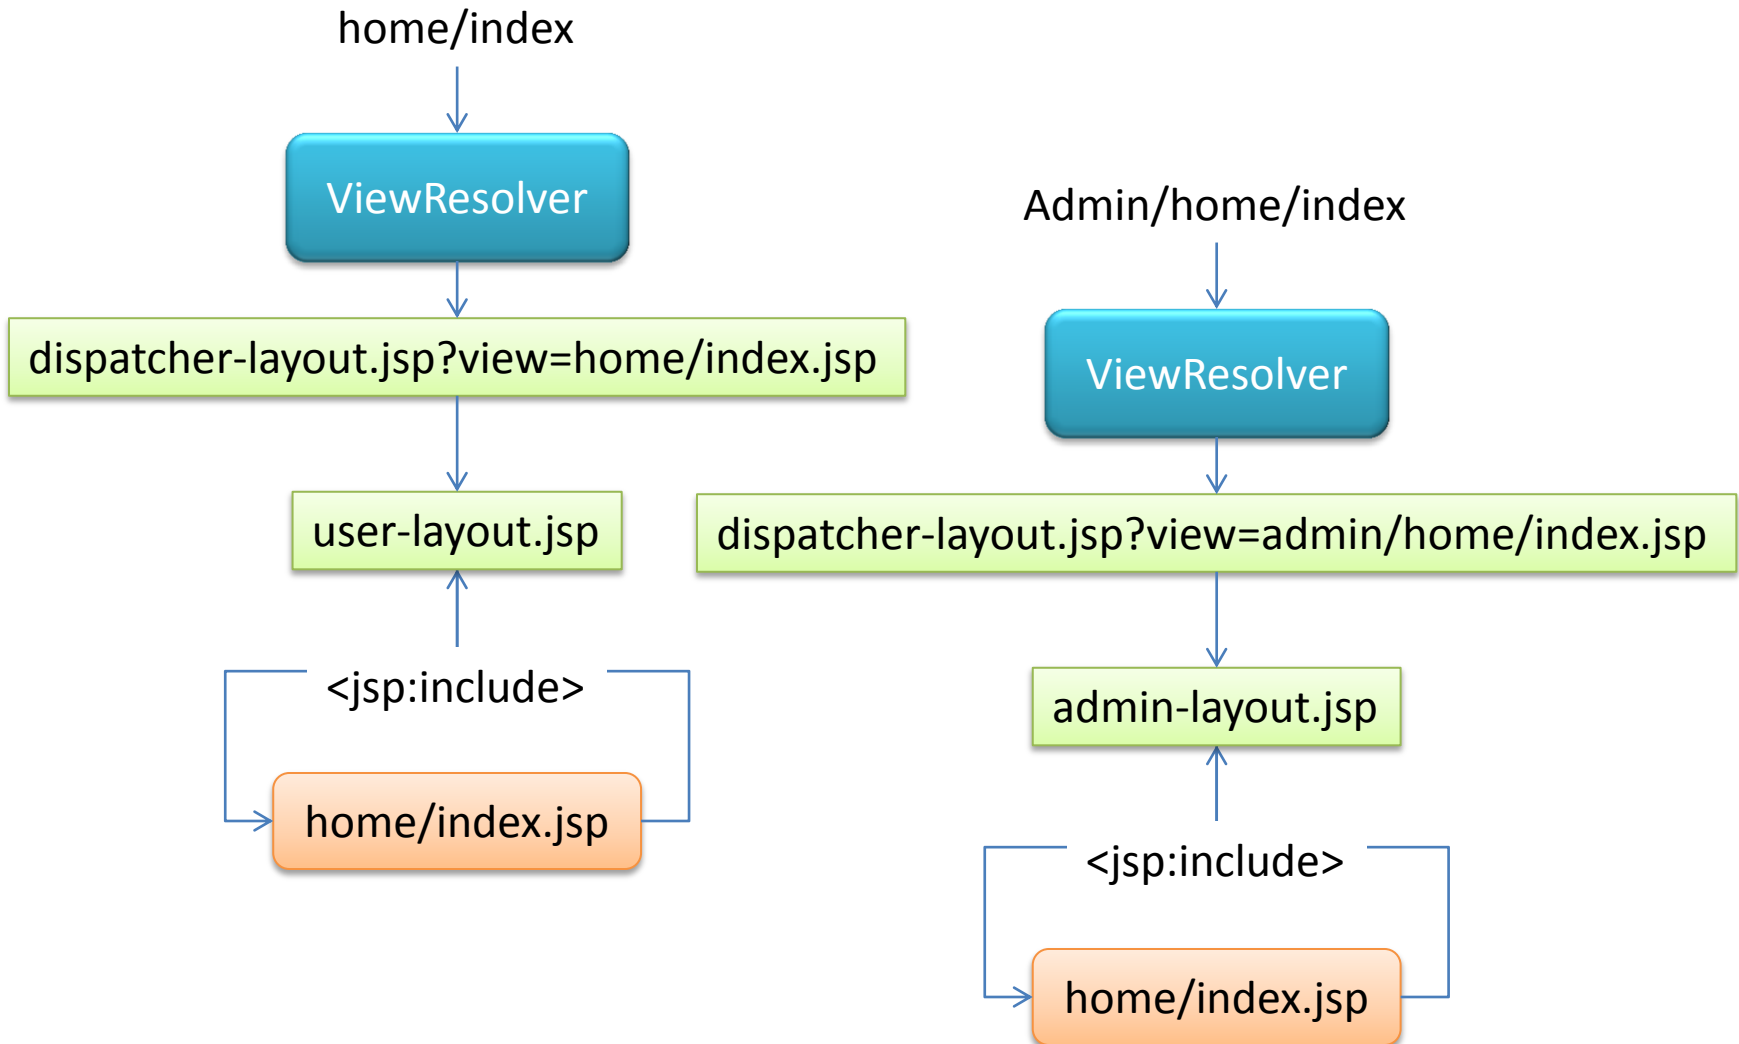 home/index
ViewResolver
dispatcher-layout.jsp?view=home/index.jsp
user-layout.jsp
<jsp:include>
home/index.jsp
Admin/home/index
ViewResolver
dispatcher-layout.jsp?view=admin/home/index.jsp
admin-layout.jsp
<jsp:include>
home/index.jsp